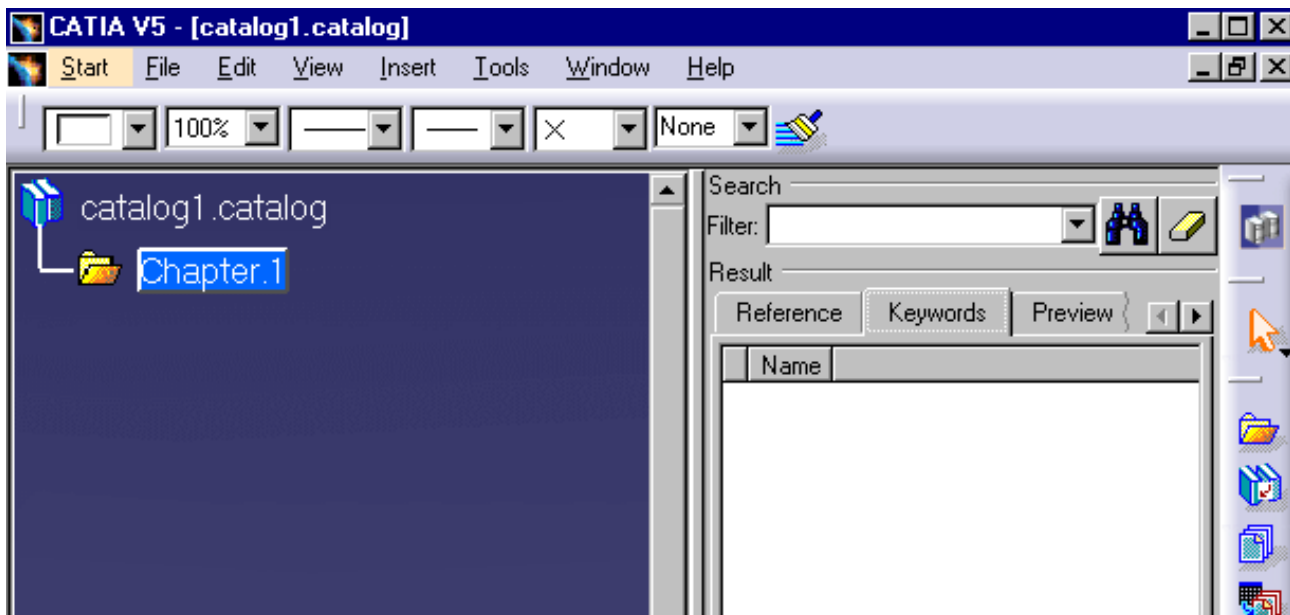 CATIA V5 - [catalog1.catalog]
Start File Edit View Insert Tools Window Help
100% None
catalog1.catalog
Chapter.1
Search
Filter:
Result
Reference Keywords Preview
Name